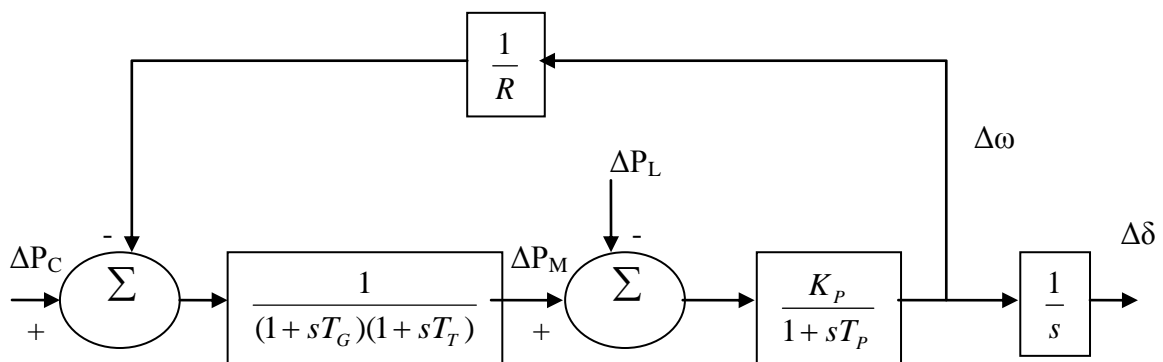 1
R
Δω
ΔP_L
-
-
ΔP_C
Σ
ΔP_M
Σ
Δδ
+
1
(1 + sT_G)(1 + sT_T)
+
K_P
1 + sT_P
1
s